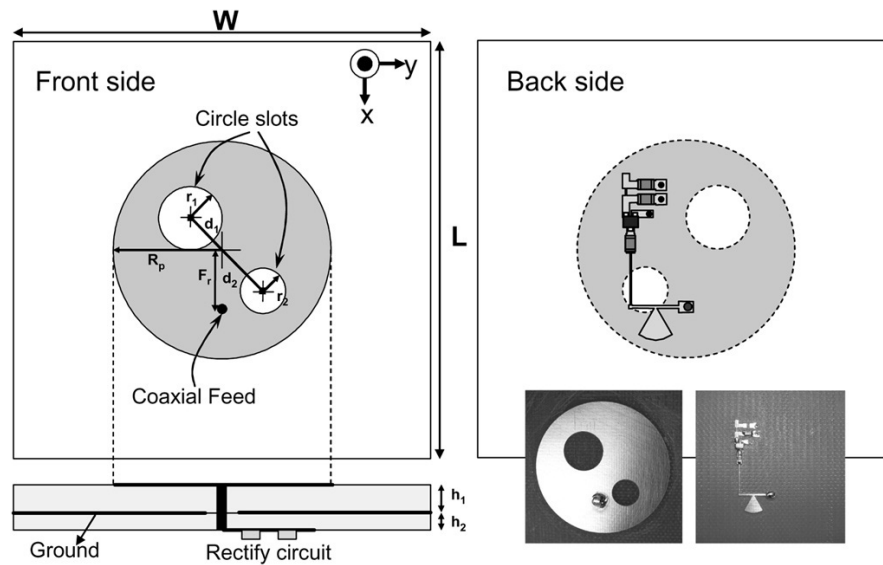 W
Front side
y
x
Circle slots
r1
d1
Rp
Fr
d2
r2
Coaxial Feed
L
Back side
h1
h2
Ground
Rectify circuit